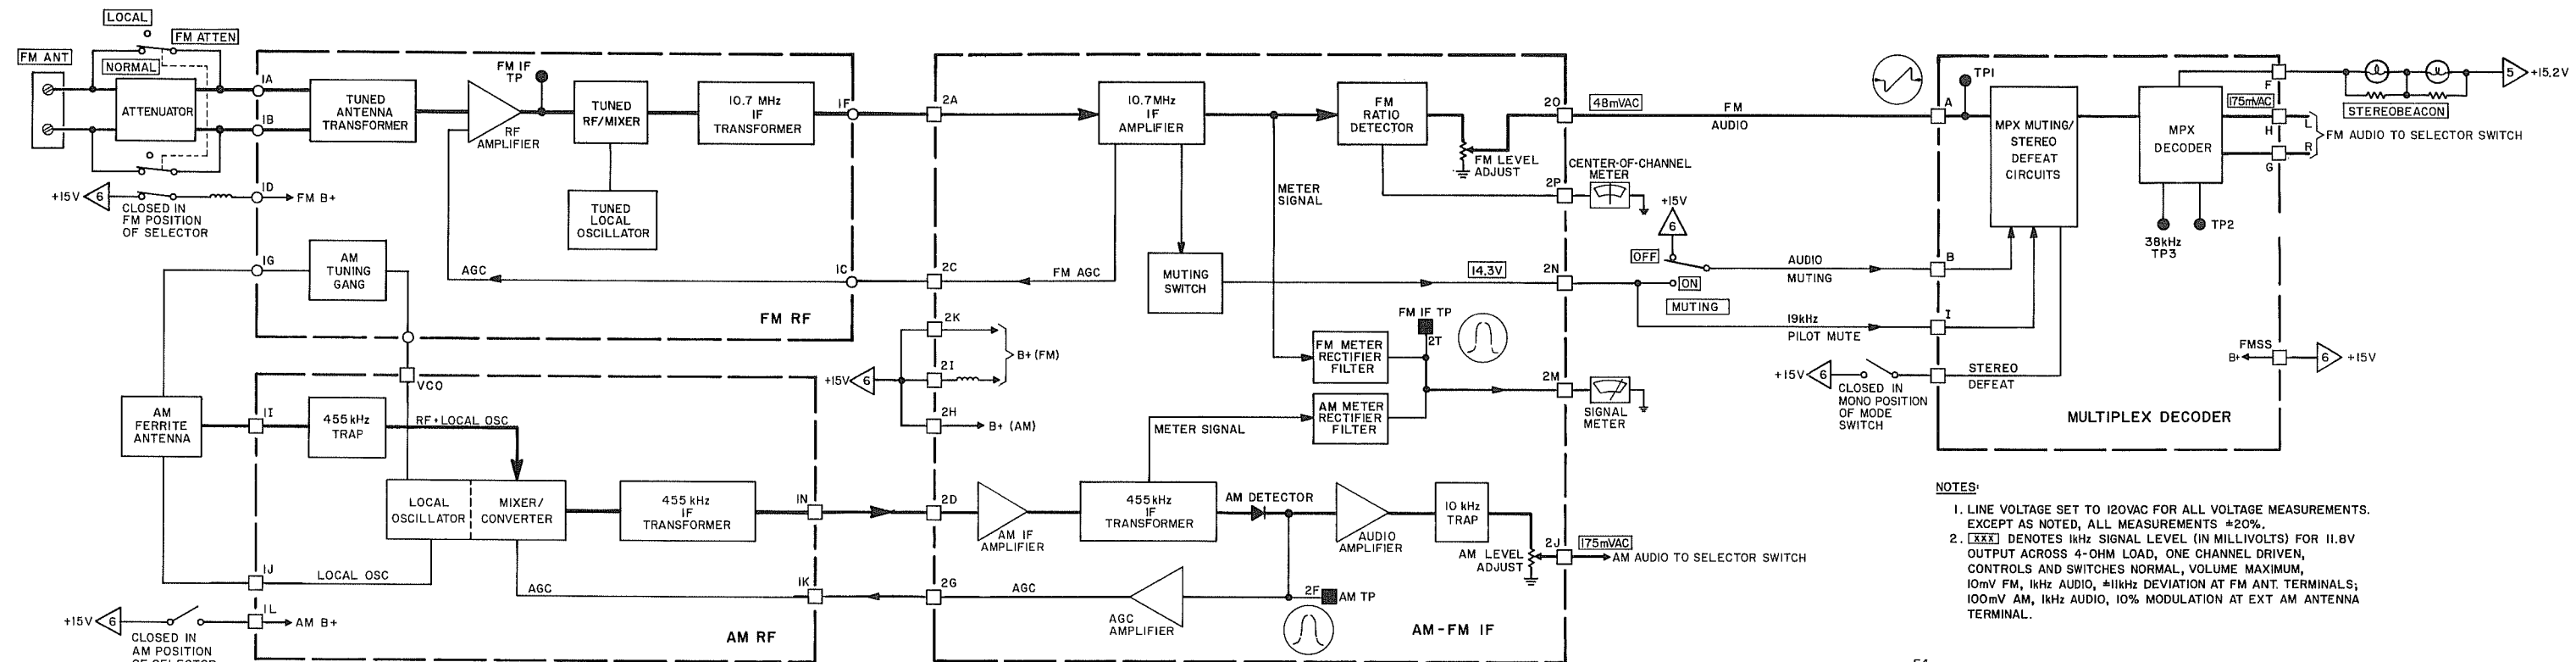 LOCAL
FM ATTEN
FM ANT
NORMAL
ATTENUATOR
1A
1B
TUNED
ANTENNA
TRANSFORMER
FM IF
TP
RF
AMPLIFIER
TUNED
RF/MIXER
10.7 MHz
IF
TRANSFORMER
1F
TUNED
LOCAL
OSCILLATOR
+15V
6
1D
FM B+
CLOSED IN
FM POSITION
OF SELECTOR
1G
AM
TUNING
GANG
AGC
1C
FM RF
2A
10.7MHz
IF
AMPLIFIER
FM
RATIO
DETECTOR
2O
48mVAC
FM LEVEL
ADJUST
METER
SIGNAL
2P
CENTER-OF-CHANNEL
METER
2C
FM AGC
MUTING
SWITCH
14.3V
2N
2K
2I
+15V
6
B+ (FM)
2H
B+ (AM)
FM IF TP
2T
FM METER
RECTIFIER
FILTER
AM METER
RECTIFIER
FILTER
2M
SIGNAL
METER
METER SIGNAL
FM
AUDIO
+15V
6
OFF
ON
MUTING
AUDIO
MUTING
19kHz
PILOT MUTE
+15V
6
CLOSED IN
MONO POSITION
OF MODE
SWITCH
STEREO
DEFEAT
A
TP1
B
I
MPX MUTING/
STEREO
DEFEAT
CIRCUITS
MPX
DECODER
38kHz
TP3
TP2
F
175mVAC
H
G
L
R
FM AUDIO TO SELECTOR SWITCH
STEREOBEACON
5
+15.2V
FMSS
B+
6
+15V
MULTIPLEX DECODER
VCO
AM
FERRITE
ANTENNA
1I
455kHz
TRAP
RF+LOCAL OSC
LOCAL
OSCILLATOR
MIXER/
CONVERTER
455 kHz
IF
TRANSFORMER
1N
1J
LOCAL OSC
AGC
1K
+15V
6
1L
AM B+
CLOSED IN
AM POSITION
OF SELECTOR
AM RF
2D
AM IF
AMPLIFIER
455kHz
IF
TRANSFORMER
AM DETECTOR
AUDIO
AMPLIFIER
10 kHz
TRAP
AM LEVEL
ADJUST
2J
175mVAC
AM AUDIO TO SELECTOR SWITCH
2G
AGC
AGC
AMPLIFIER
2F
AM TP
AM-FM IF
NOTES:
1. LINE VOLTAGE SET TO 120VAC FOR ALL VOLTAGE MEASUREMENTS.
EXCEPT AS NOTED, ALL MEASUREMENTS ±20%.
2. XXX DENOTES 1kHz SIGNAL LEVEL (IN MILLIVOLTS) FOR 11.8V
OUTPUT ACROSS 4-OHM LOAD, ONE CHANNEL DRIVEN,
CONTROLS AND SWITCHES NORMAL, VOLUME MAXIMUM,
10mV FM, 1kHz AUDIO, ±11kHz DEVIATION AT FM ANT. TERMINALS;
100mV AM, 1kHz AUDIO, 10% MODULATION AT EXT AM ANTENNA
TERMINAL.